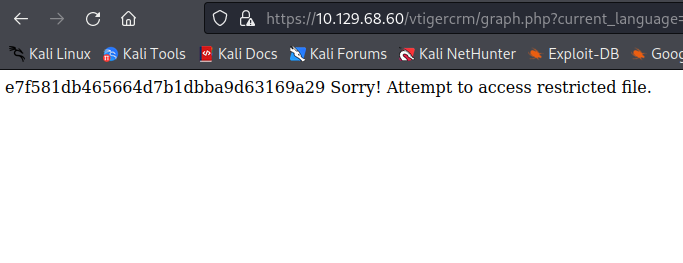 https://10.129.68.60/vtigercrm/graph.php?current_language=
Kali Linux Kali Tools Kali Docs Kali Forums Kali NetHunter Exploit-DB Goog
e7f581db465664d7b1dbba9d63169a29 Sorry! Attempt to access restricted file.